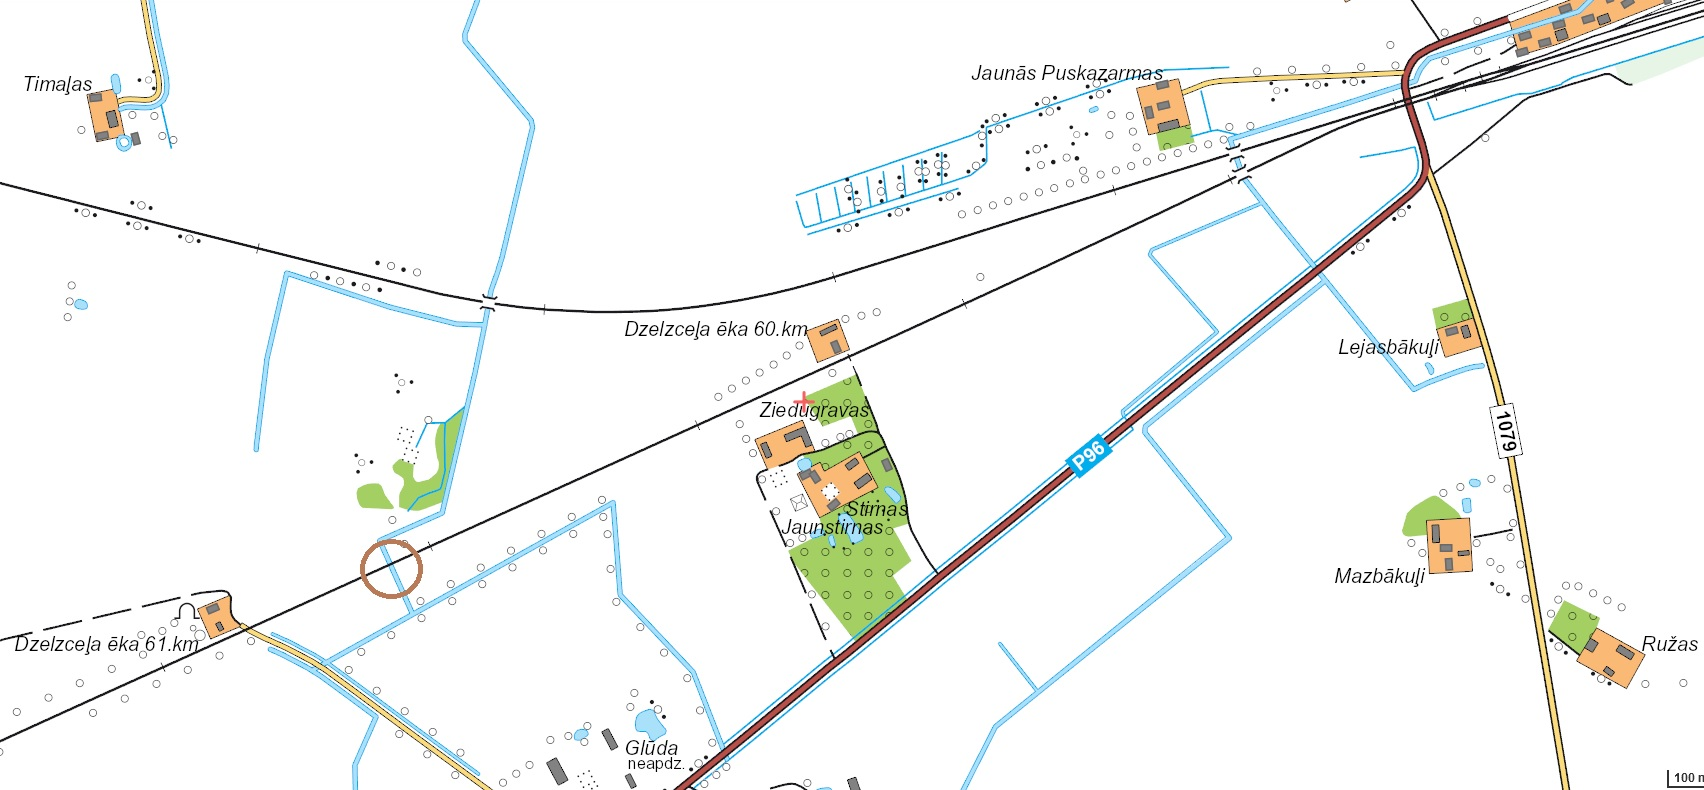 Timaļas
Jaunās Puskazarmas
Dzelzceļa ēka 60.km
Lejasbākuļi
Ziedugravas
1079
P96
Stirnas
Jaunstirnas
Mazbākuļi
Dzelzceļa ēka 61.km
Ružas
Glūda
neapdz.
100 m